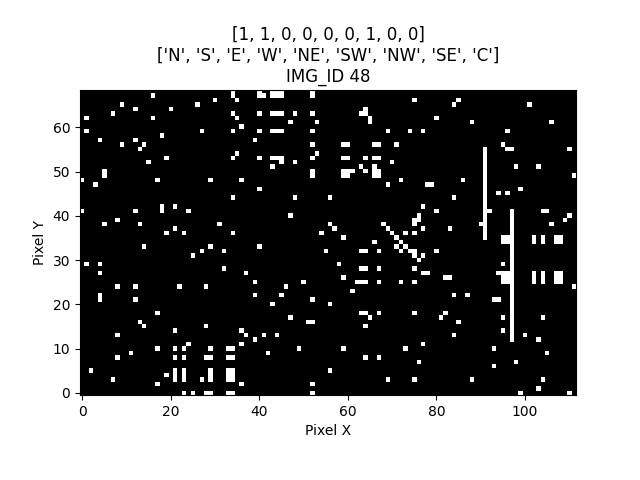 [1, 1, 0, 0, 0, 0, 1, 0, 0]
['N', 'S', 'E', 'W', 'NE', 'SW', 'NW', 'SE', 'C']
IMG_ID 48
Pixel Y
60
50
40
30
20
10
0
0 20 40 60 80 100
Pixel X